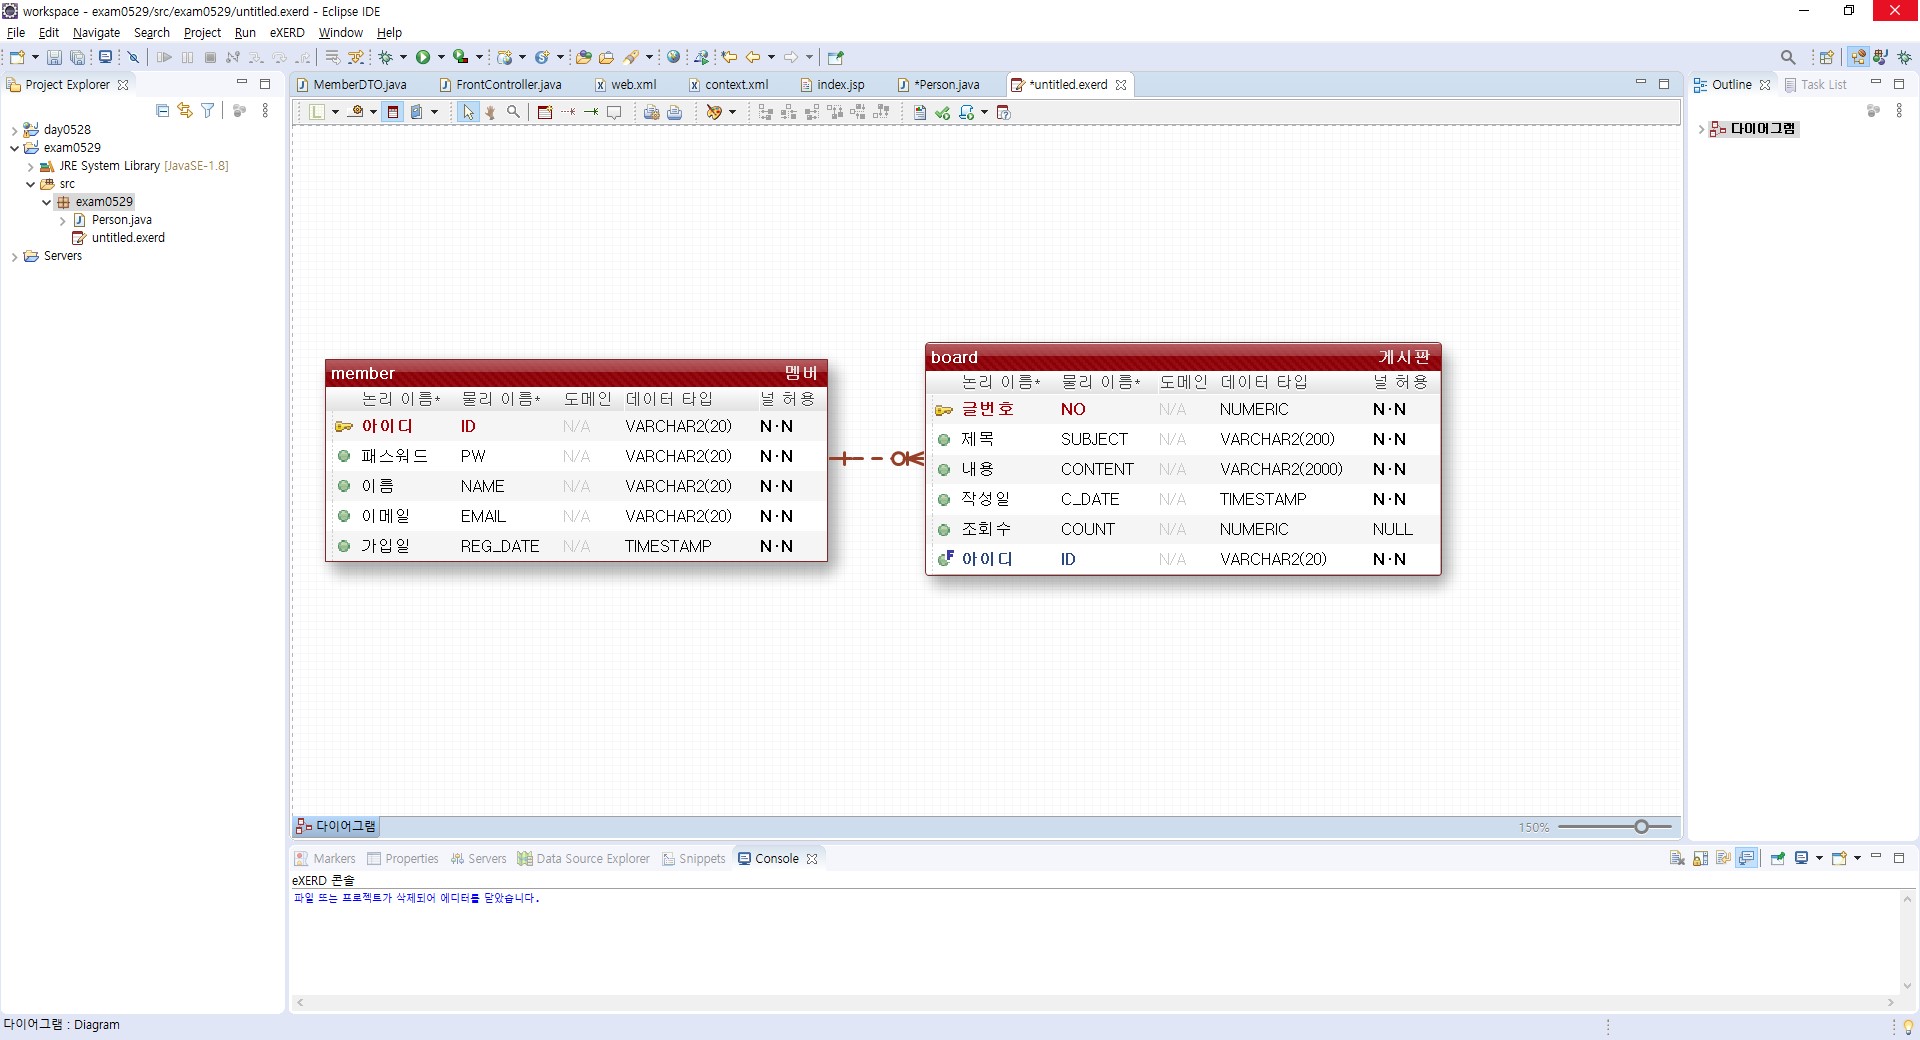 workspace - exam0529/src/exam0529/untitled.exerd - Eclipse IDE
File Edit Navigate Search Project Run eXERD Window Help
Project Explorer
day0528
exam0529
JRE System Library [JavaSE-1.8]
src
exam0529
Person.java
untitled.exerd
Servers
MemberDTO.java FrontController.java web.xml context.xml index.jsp *Person.java *untitled.exerd
member 멤버
논리 이름* 물리 이름* 도메인 데이터 타입 널 허용
아이디 ID N/A VARCHAR2(20) N·N
패스워드 PW N/A VARCHAR2(20) N·N
이름 NAME N/A VARCHAR2(20) N·N
이메일 EMAIL N/A VARCHAR2(20) N·N
가입일 REG_DATE N/A TIMESTAMP N·N
board 게시판
논리 이름* 물리 이름* 도메인 데이터 타입 널 허용
글번호 NO N/A NUMERIC N·N
제목 SUBJECT N/A VARCHAR2(200) N·N
내용 CONTENT N/A VARCHAR2(2000) N·N
작성일 C_DATE N/A TIMESTAMP N·N
조회수 COUNT N/A NUMERIC NULL
아이디 ID N/A VARCHAR2(20) N·N
다이어그램
150%
Outline Task List
다이어그램
Markers Properties Servers Data Source Explorer Snippets Console
eXERD 콘솔
파일 또는 프로젝트가 삭제되어 에디터를 닫았습니다.
다이어그램 : Diagram